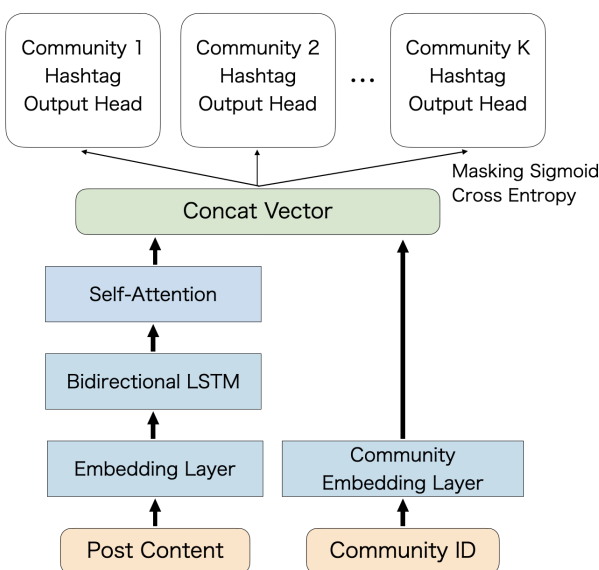 Community 1
Hashtag
Output Head
Community 2
Hashtag
Output Head
...
Community K
Hashtag
Output Head
Masking Sigmoid
Cross Entropy
Concat Vector
Self-Attention
Bidirectional LSTM
Embedding Layer
Community
Embedding Layer
Post Content
Community ID